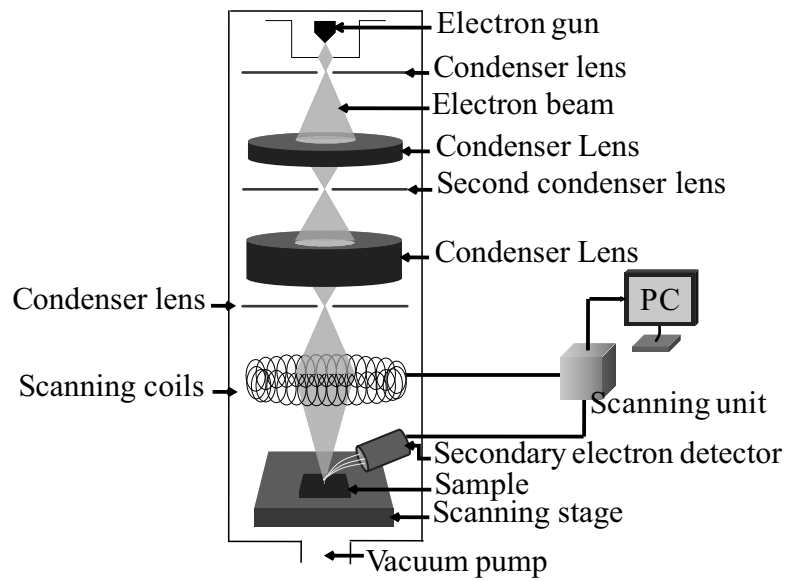 Electron gun
Condenser lens
Electron beam
Condenser Lens
Second condenser lens
Condenser Lens
Condenser lens
PC
Scanning coils
Scanning unit
Secondary electron detector
Sample
Scanning stage
Vacuum pump